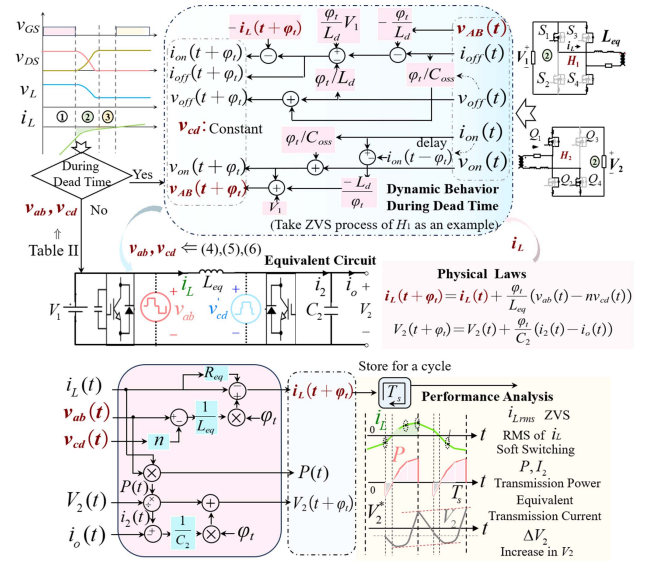 v_GS
v_DS
v_L
i_L
① ② ③
During
Dead Time
Yes
No
v_ab, v_cd
⇑
Table II
− i_L(t+φ_t)
φ_t/L_d V_1
− φ_t/L_d
v_AB(t)
i_on(t+φ_t)
i_off(t+φ_t)
φ_t/L_d
φ_t/C_oss
i_off(t)
v_off(t+φ_t)
v_off(t)
v_cd: Constant
φ_t/C_oss
i_on(t)
delay
i_on(t−φ_t)
v_on(t+φ_t)
v_on(t)
v_AB(t+φ_t)
V_1
−L_d/φ_t
Dynamic Behavior
During Dead Time
(Take ZVS process of H_1 as an example)
S_1
S_3
L_eq
i_L
V_1
②
H_1
S_2
S_4
Q_1
Q_3
H_2
②
V_2
Q_2
Q_4
v_ab, v_cd ⇐ (4),(5),(6)
i_L
Equivalent Circuit
V_1
i_L
L_eq
v_ab
v'_cd
i_2
i_o
C_2
V_2
Physical Laws
i_L(t+φ_t)=i_L(t)+φ_t/L_eq(v_ab(t)−nv_cd(t))
V_2(t+φ_t)=V_2(t)+φ_t/C_2(i_2(t)−i_o(t))
i_L(t)
R_eq
i_L(t+φ_t)
v_ab(t)
1/L_eq
φ_t
v_cd(t)
n
P(t)
P(t)
V_2(t)
V_2(t+φ_t)
i_2(t)
i_o(t)
1/C_2
φ_t
Store for a cycle
T_s
Performance Analysis
i_L
0
t
i_Lrms ZVS
RMS of i_L
Soft Switching
P
0
T_s
t
P, I_2
Transmission Power
Equivalent
Transmission Current
V_2*
V_2
t
ΔV_2
Increase in V_2